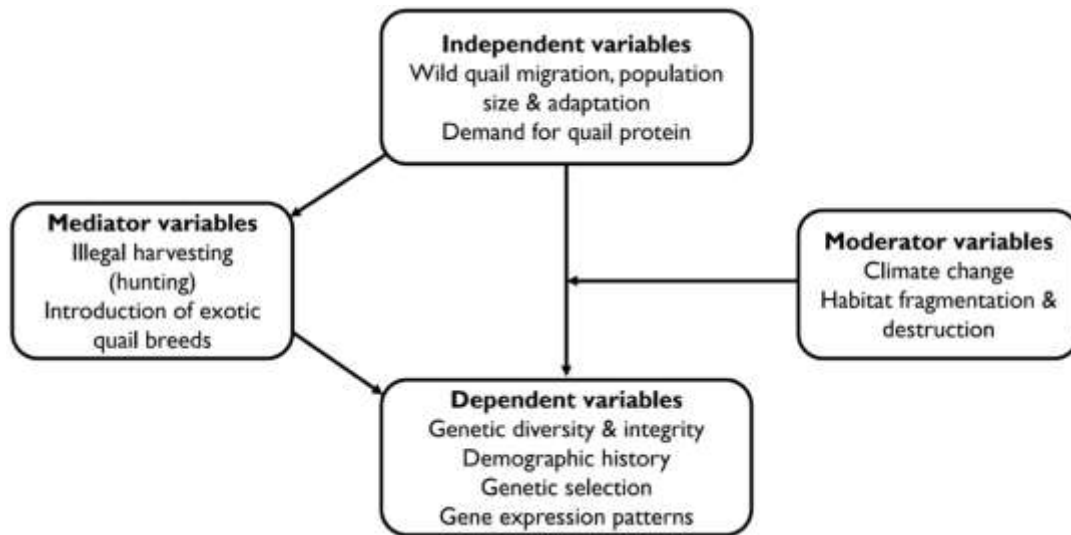 Independent variables
Wild quail migration, population
size & adaptation
Demand for quail protein
Mediator variables
Illegal harvesting
(hunting)
Introduction of exotic
quail breeds
Moderator variables
Climate change
Habitat fragmentation &
destruction
Dependent variables
Genetic diversity & integrity
Demographic history
Genetic selection
Gene expression patterns